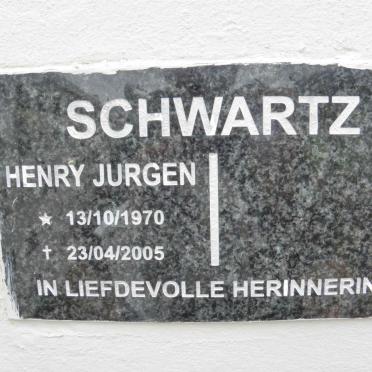 SCHWARTZ
HENRY JURGEN
★ 13/10/1970
† 23/04/2005
IN LIEFDEVOLLE HERINNERIN